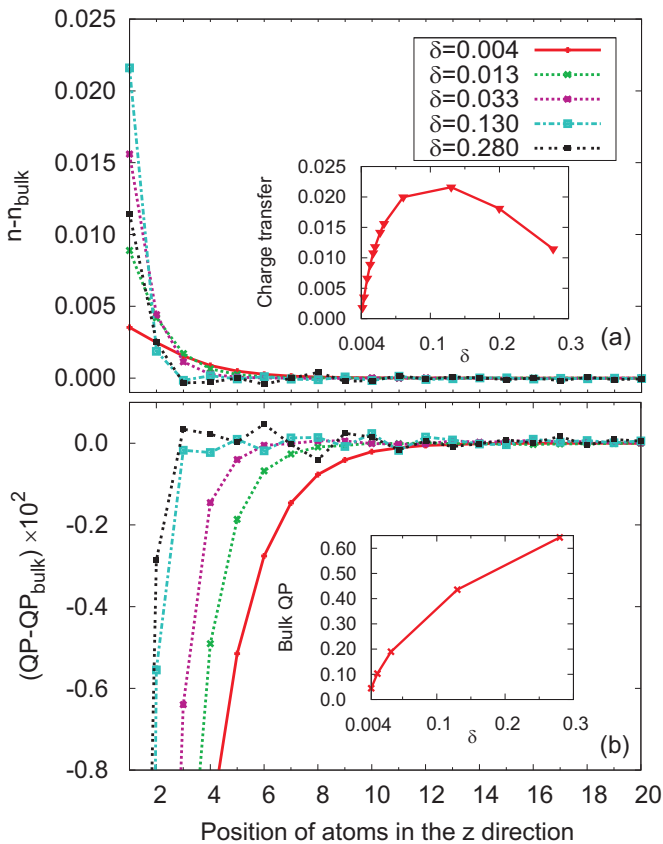 0.025
0.020
0.015
0.010
0.005
0.000
n-n_bulk
δ=0.004
δ=0.013
δ=0.033
δ=0.130
δ=0.280
0.025
0.020
0.015
0.010
0.005
0.000
Charge transfer
0.004 0.1 0.2 0.3
δ
(a)
0.0
-0.2
-0.4
-0.6
-0.8
(QP-QP_bulk) ×10²
0.60
0.50
0.40
0.30
0.20
0.10
0.0
Bulk QP
0.004 0.1 0.2 0.3
δ
(b)
2 4 6 8 10 12 14 16 18 20
Position of atoms in the z direction